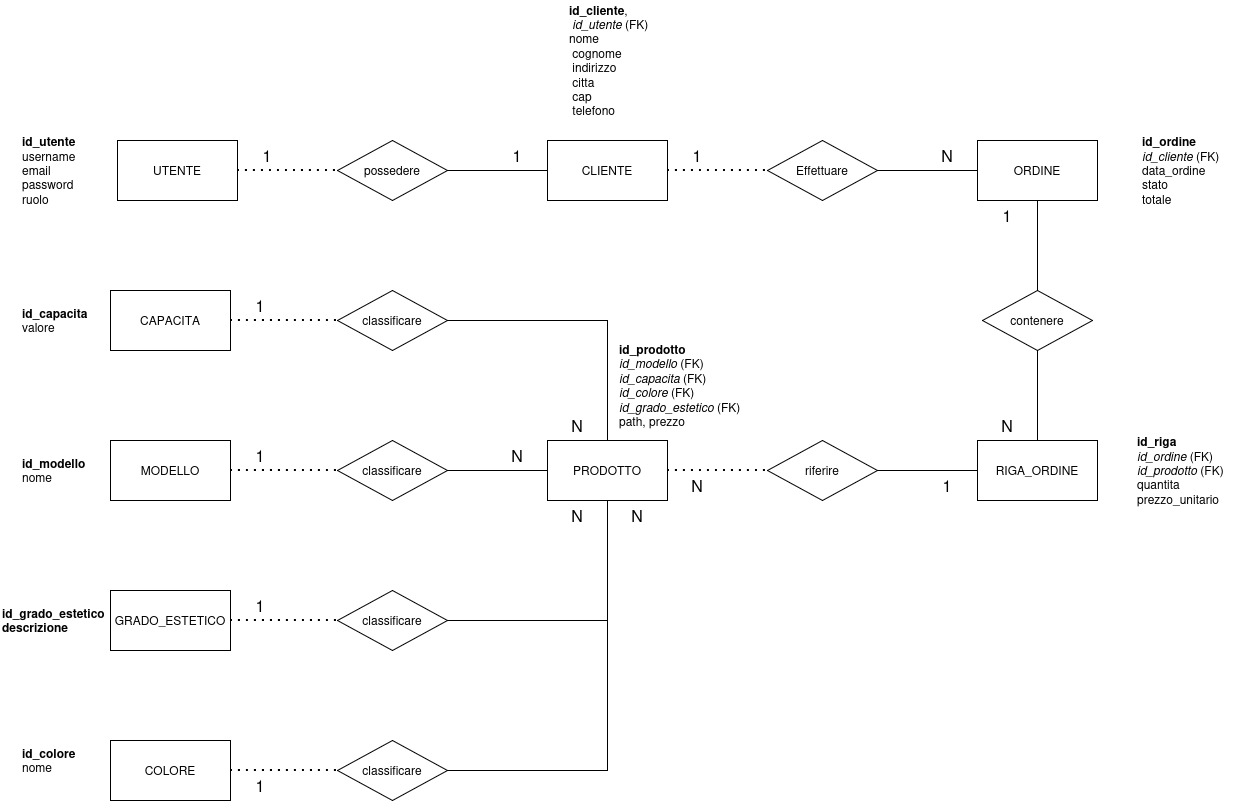 id_cliente,
id_utente (FK)
nome
cognome
indirizzo
citta
cap
telefono
id_utente
username
email
password
ruolo
UTENTE
1
possedere
1
CLIENTE
1
Effettuare
N
ORDINE
id_ordine
id_cliente (FK)
data_ordine
stato
totale
1
id_capacita
valore
CAPACITA
1
classificare
contenere
id_prodotto
id_modello (FK)
id_capacita (FK)
id_colore (FK)
id_grado_estetico (FK)
path, prezzo
N
N
id_modello
nome
MODELLO
1
classificare
N
PRODOTTO
N
riferire
1
RIGA_ORDINE
id_riga
id_ordine (FK)
id_prodotto (FK)
quantita
prezzo_unitario
N
N
id_grado_estetico
descrizione
GRADO_ESTETICO
1
classificare
id_colore
nome
COLORE
1
classificare